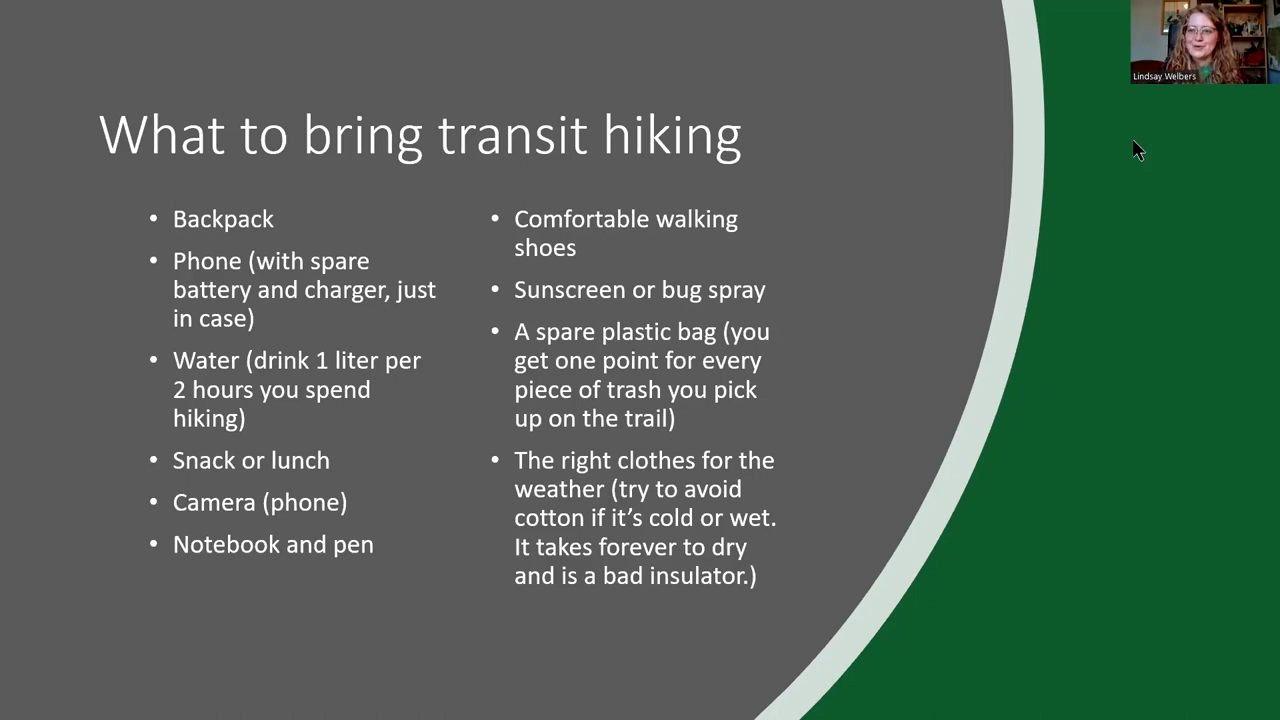 What to bring transit hiking
• Backpack
• Phone (with spare
battery and charger, just
in case)
• Water (drink 1 liter per
2 hours you spend
hiking)
• Snack or lunch
• Camera (phone)
• Notebook and pen
• Comfortable walking
shoes
• Sunscreen or bug spray
• A spare plastic bag (you
get one point for every
piece of trash you pick
up on the trail)
• The right clothes for the
weather (try to avoid
cotton if it’s cold or wet.
It takes forever to dry
and is a bad insulator.)
Lindsay Welbers